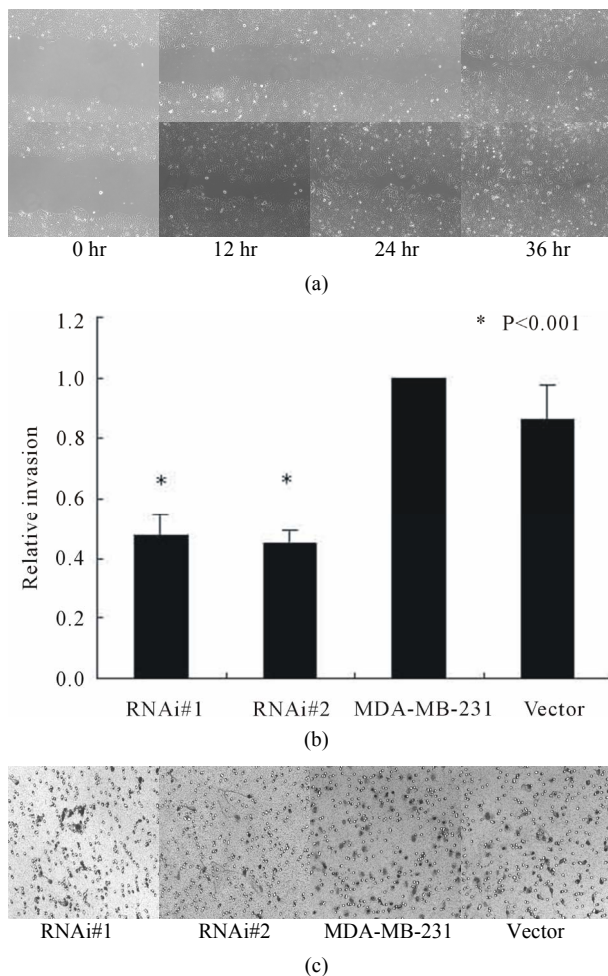 0 hr 12 hr 24 hr 36 hr
(a)
* P<0.001
1.2
1.0
0.8
0.6
0.4
0.2
0.0
Relative invasion
* *
RNAi#1 RNAi#2 MDA-MB-231 Vector
(b)
RNAi#1 RNAi#2 MDA-MB-231 Vector
(c)